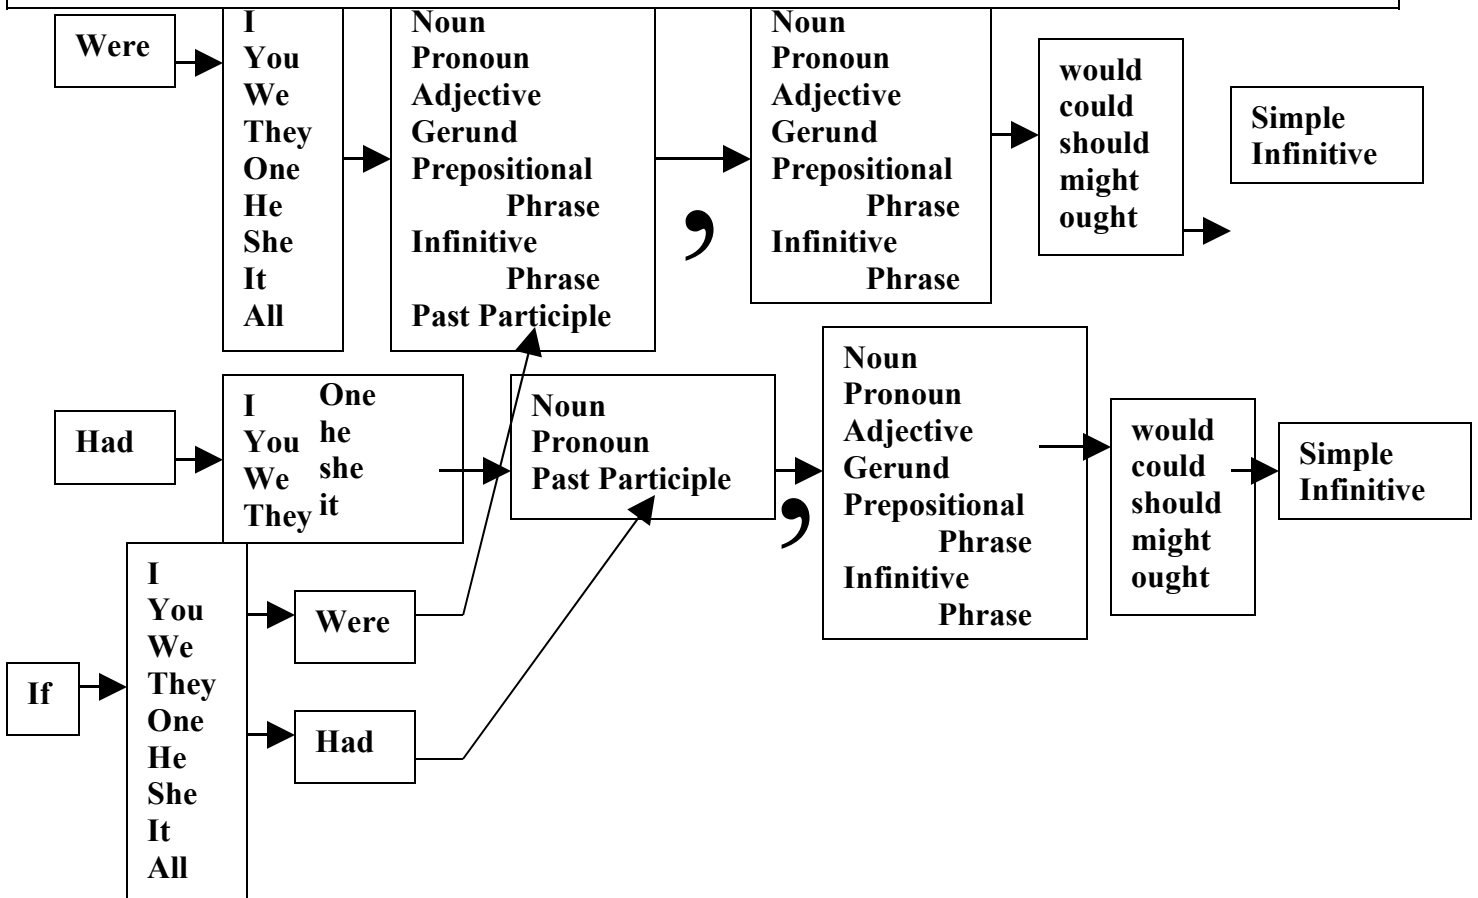 Were
I
You
We
They
One
He
She
It
All
Noun
Pronoun
Adjective
Gerund
Prepositional
Phrase
Infinitive
Phrase
Past Participle
,
Noun
Pronoun
Adjective
Gerund
Prepositional
Phrase
Infinitive
Phrase
would
could
should
might
ought
Simple
Infinitive
Had
I
You
We
They
One
he
she
it
Noun
Pronoun
Past Participle
,
Noun
Pronoun
Adjective
Gerund
Prepositional
Phrase
Infinitive
Phrase
would
could
should
might
ought
Simple
Infinitive
If
I
You
We
They
One
He
She
It
All
Were
Had